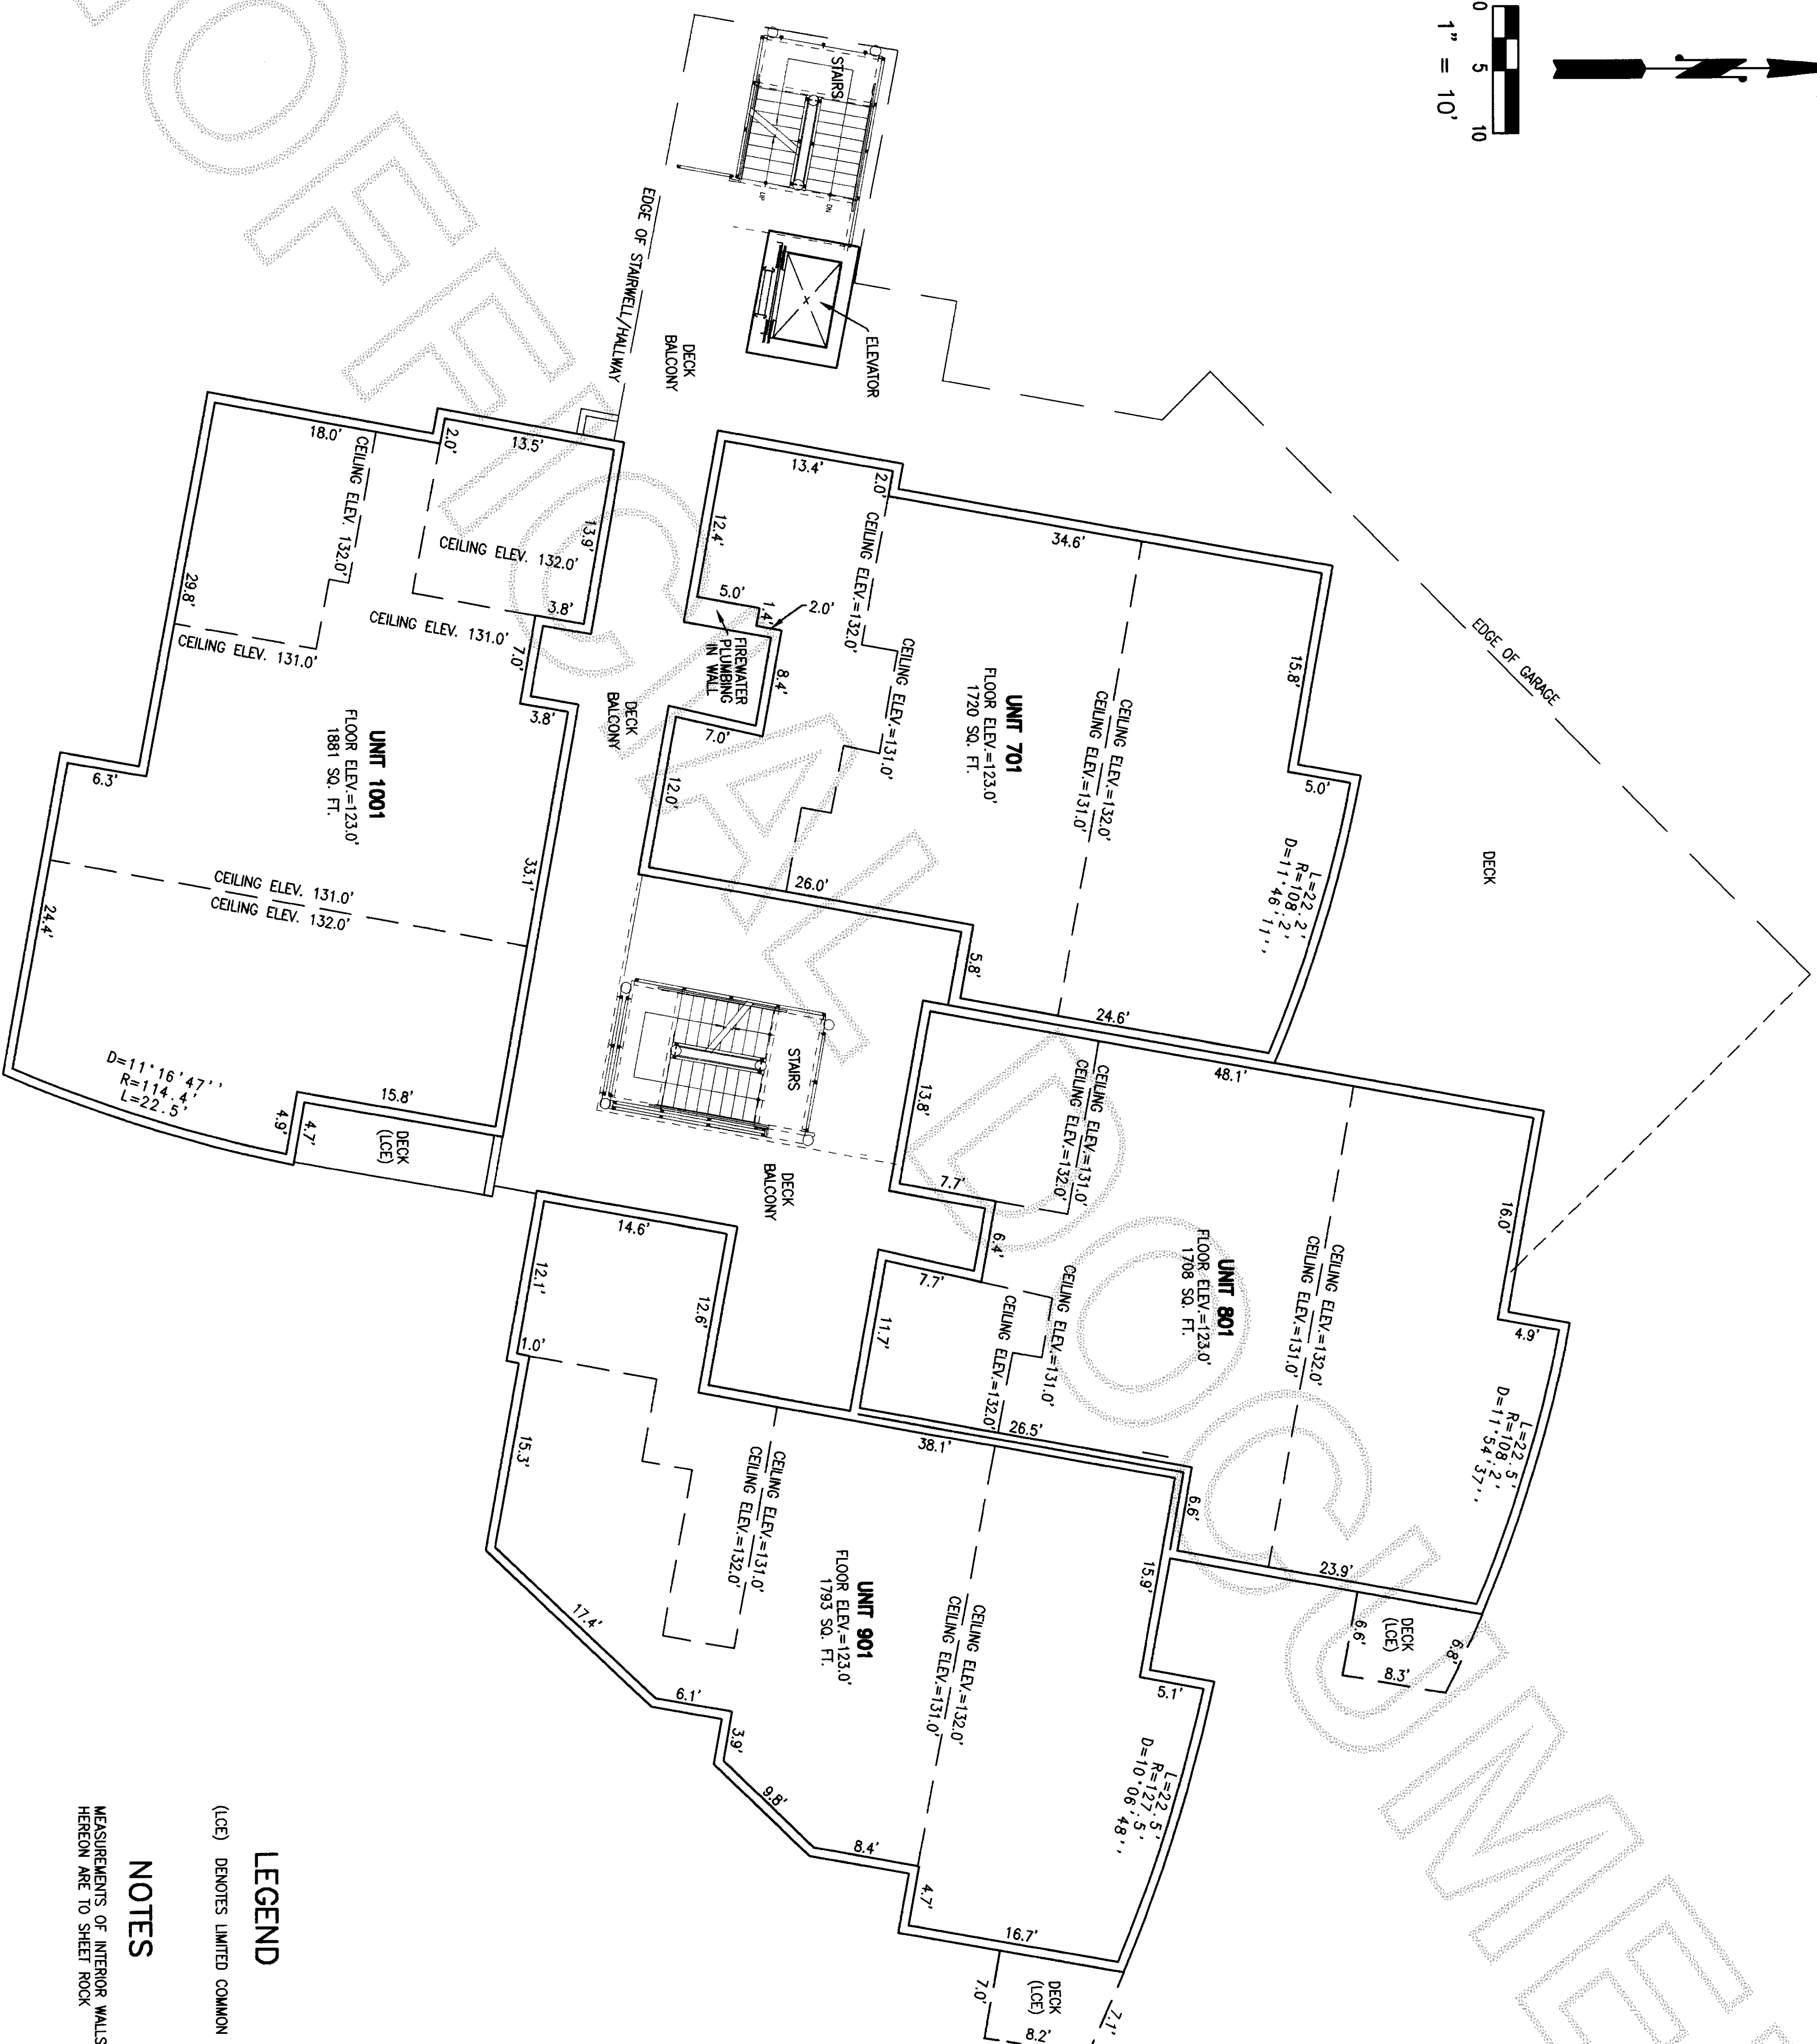 0
5
10
1" = 10'
STAIRS
UP
DN
EDGE OF STAIRWELL/HALLWAY
X
ELEVATOR
DECK
BALCONY
EDGE OF GARAGE
DECK
UNIT 701
FLOOR ELEV.=123.0'
1720 SQ. FT.
13.4'
2.0'
34.6'
12.4'
5.0'
1.4'
2.0'
8.4'
7.0'
12.0'
26.0'
5.8'
24.6'
15.8'
5.0'
L=22.2'
R=108.2'
D=11°46'11''
CEILING ELEV.=132.0'
CEILING ELEV.=131.0'
CEILING ELEV.=132.0'
CEILING ELEV.=131.0'
FIREWATER
PLUMBING
IN WALL
DECK
BALCONY
UNIT 1001
FLOOR ELEV.=123.0'
1881 SQ. FT.
18.0'
2.0'
13.5'
13.9'
3.8'
7.0'
3.8'
33.1'
29.8'
6.3'
24.4'
15.8'
4.9'
4.7'
D=11°16'47''
R=114.4'
L=22.5'
CEILING ELEV. 132.0'
CEILING ELEV. 132.0'
CEILING ELEV. 131.0'
CEILING ELEV. 131.0'
CEILING ELEV. 131.0'
CEILING ELEV. 132.0'
DECK
(LCE)
STAIRS
DECK
BALCONY
UNIT 801
FLOOR ELEV.=123.0'
1708 SQ. FT.
48.1'
13.8'
7.7'
6.4'
7.7'
11.7'
26.5'
6.6'
23.9'
16.0'
4.9'
L=22.5'
R=108.2'
D=11°54'37''
CEILING ELEV.=131.0'
CEILING ELEV.=132.0'
CEILING ELEV.=132.0'
CEILING ELEV.=131.0'
CEILING ELEV.=131.0'
CEILING ELEV.=132.0'
DECK
(LCE)
6.6'
8.3'
6.8'
UNIT 901
FLOOR ELEV.=123.0'
1793 SQ. FT.
14.6'
12.1'
12.6'
1.0'
15.3'
38.1'
15.9'
5.1'
17.4'
6.1'
3.9'
9.8'
8.4'
4.7'
16.7'
L=22.5'
R=127.5'
D=10°06'48''
CEILING ELEV.=131.0'
CEILING ELEV.=132.0'
CEILING ELEV.=132.0'
CEILING ELEV.=131.0'
DECK
(LCE)
7.0'
8.2'
7.1'
LEGEND
(LCE) DENOTES LIMITED COMMON
NOTES
MEASUREMENTS OF INTERIOR WALLS
HEREON ARE TO SHEET ROCK
OFFICIAL DOCUME